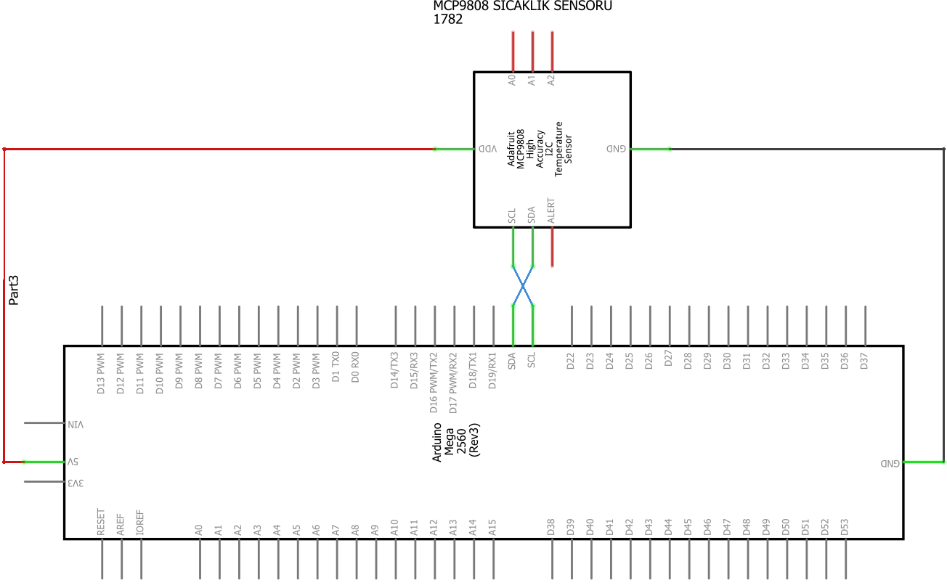 MCP9808 SICAKLIK SENSORU
1782
A0
A1
A2
VDD
Adafruit
MCP9808
High
Accuracy
I2C
Temperature
Sensor
GND
SCL
SDA
ALERT
Part3
D13 PWM
D12 PWM
D11 PWM
D10 PWM
D9 PWM
D8 PWM
D7 PWM
D6 PWM
D5 PWM
D4 PWM
D2 PWM
D3 PWM
D1 TX0
D0 RX0
D14/TX3
D15/RX3
D16 PWM/TX2
D17 PWM/RX2
D18/TX1
D19/RX1
SDA
SCL
D22
D23
D24
D25
D26
D27
D28
D29
D30
D31
D32
D33
D34
D35
D36
D37
VIN
5V
3V3
Arduino
Mega
2560
(Rev3)
GND
RESET
AREF
IOREF
A0
A1
A2
A3
A4
A5
A6
A7
A8
A9
A10
A11
A12
A13
A14
A15
D38
D39
D40
D41
D42
D43
D44
D45
D46
D47
D48
D49
D50
D51
D52
D53